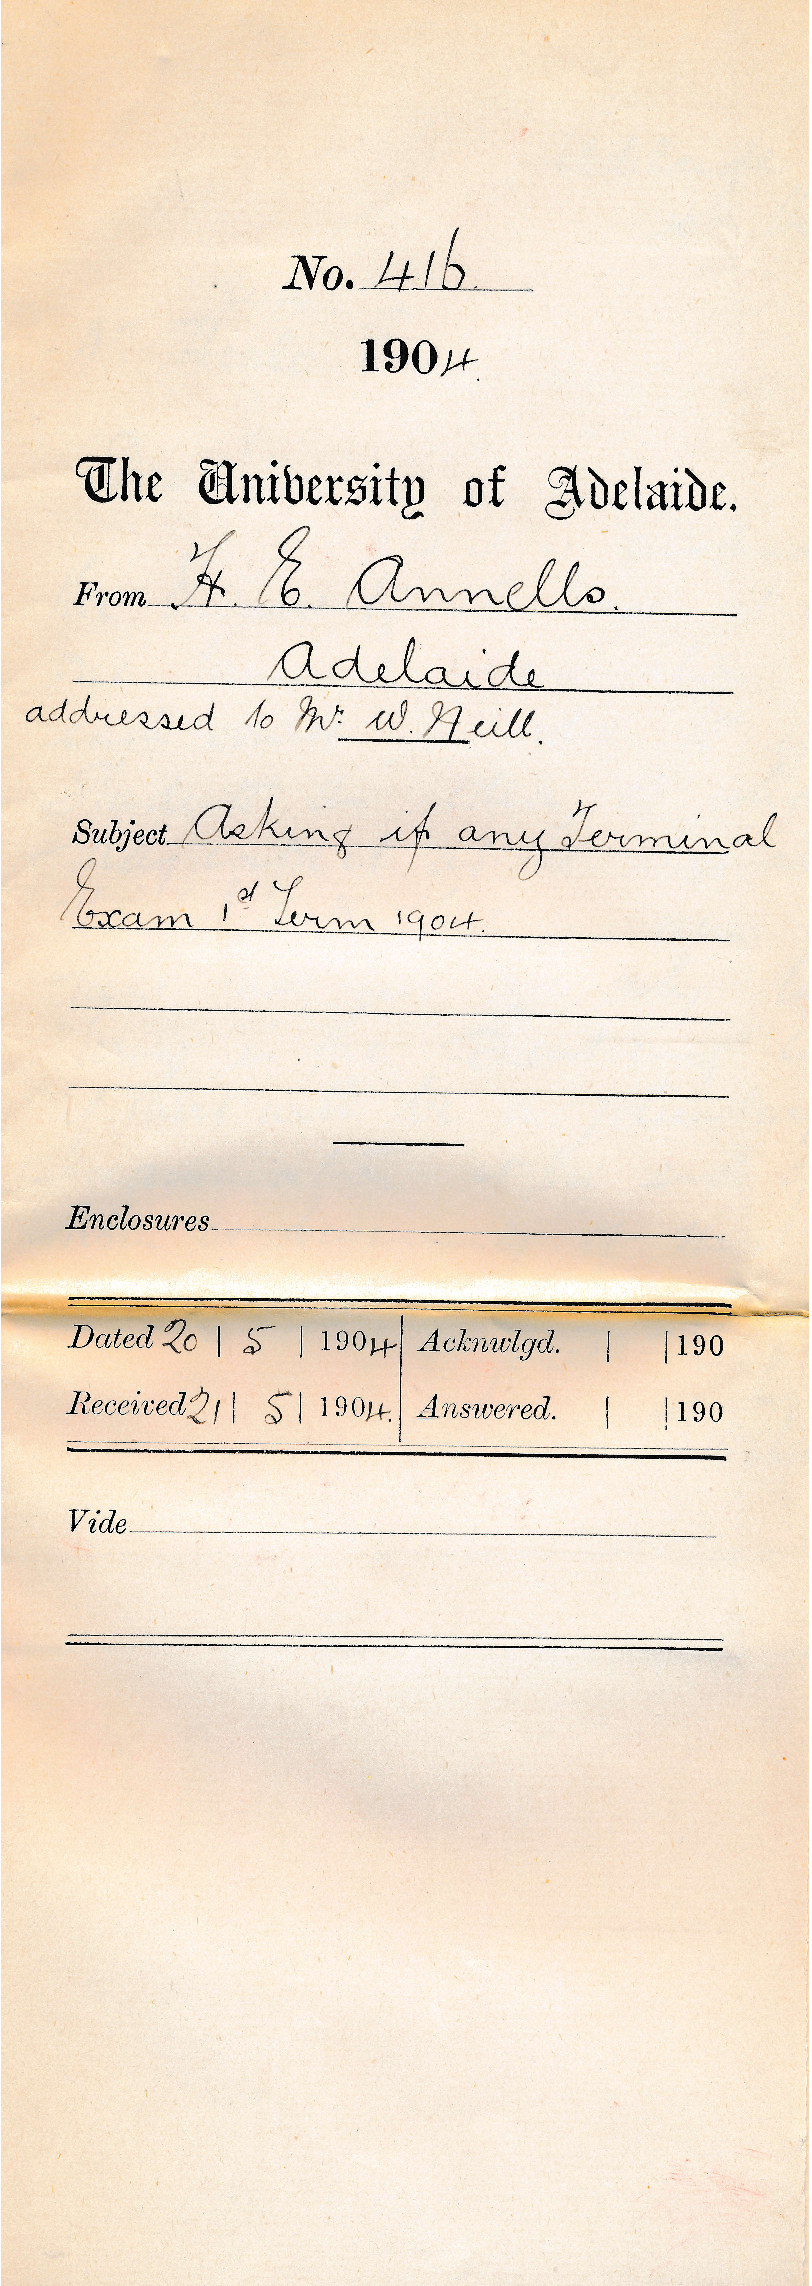 No. 416.
1904.
The University of Adelaide.
From H. E. Annells.
Adelaide
addressed to Mr. W. Neill.
Subject Asking if any Terminal
Exam 1st Term 1904.
Enclosures
Dated 20 | 5 | 1904 Acknwlgd. | | 190
Received 21 | 5 | 1904. Answered. | | 190
Vide